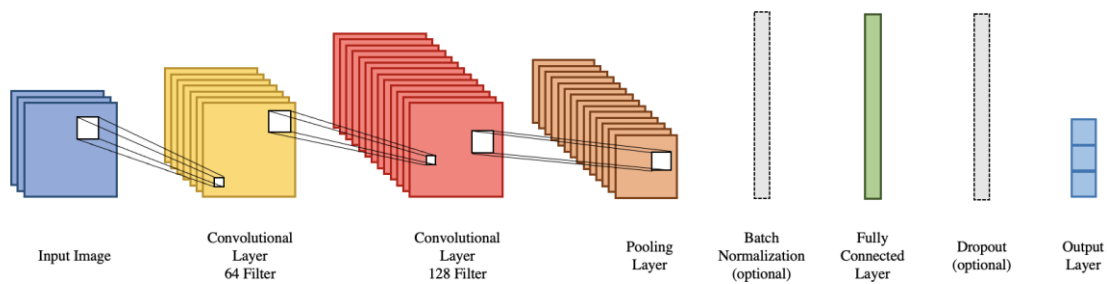 Input Image
Convolutional
Layer
64 Filter
Convolutional
Layer
128 Filter
Pooling
Layer
Batch
Normalization
(optional)
Fully
Connected
Layer
Dropout
(optional)
Output
Layer